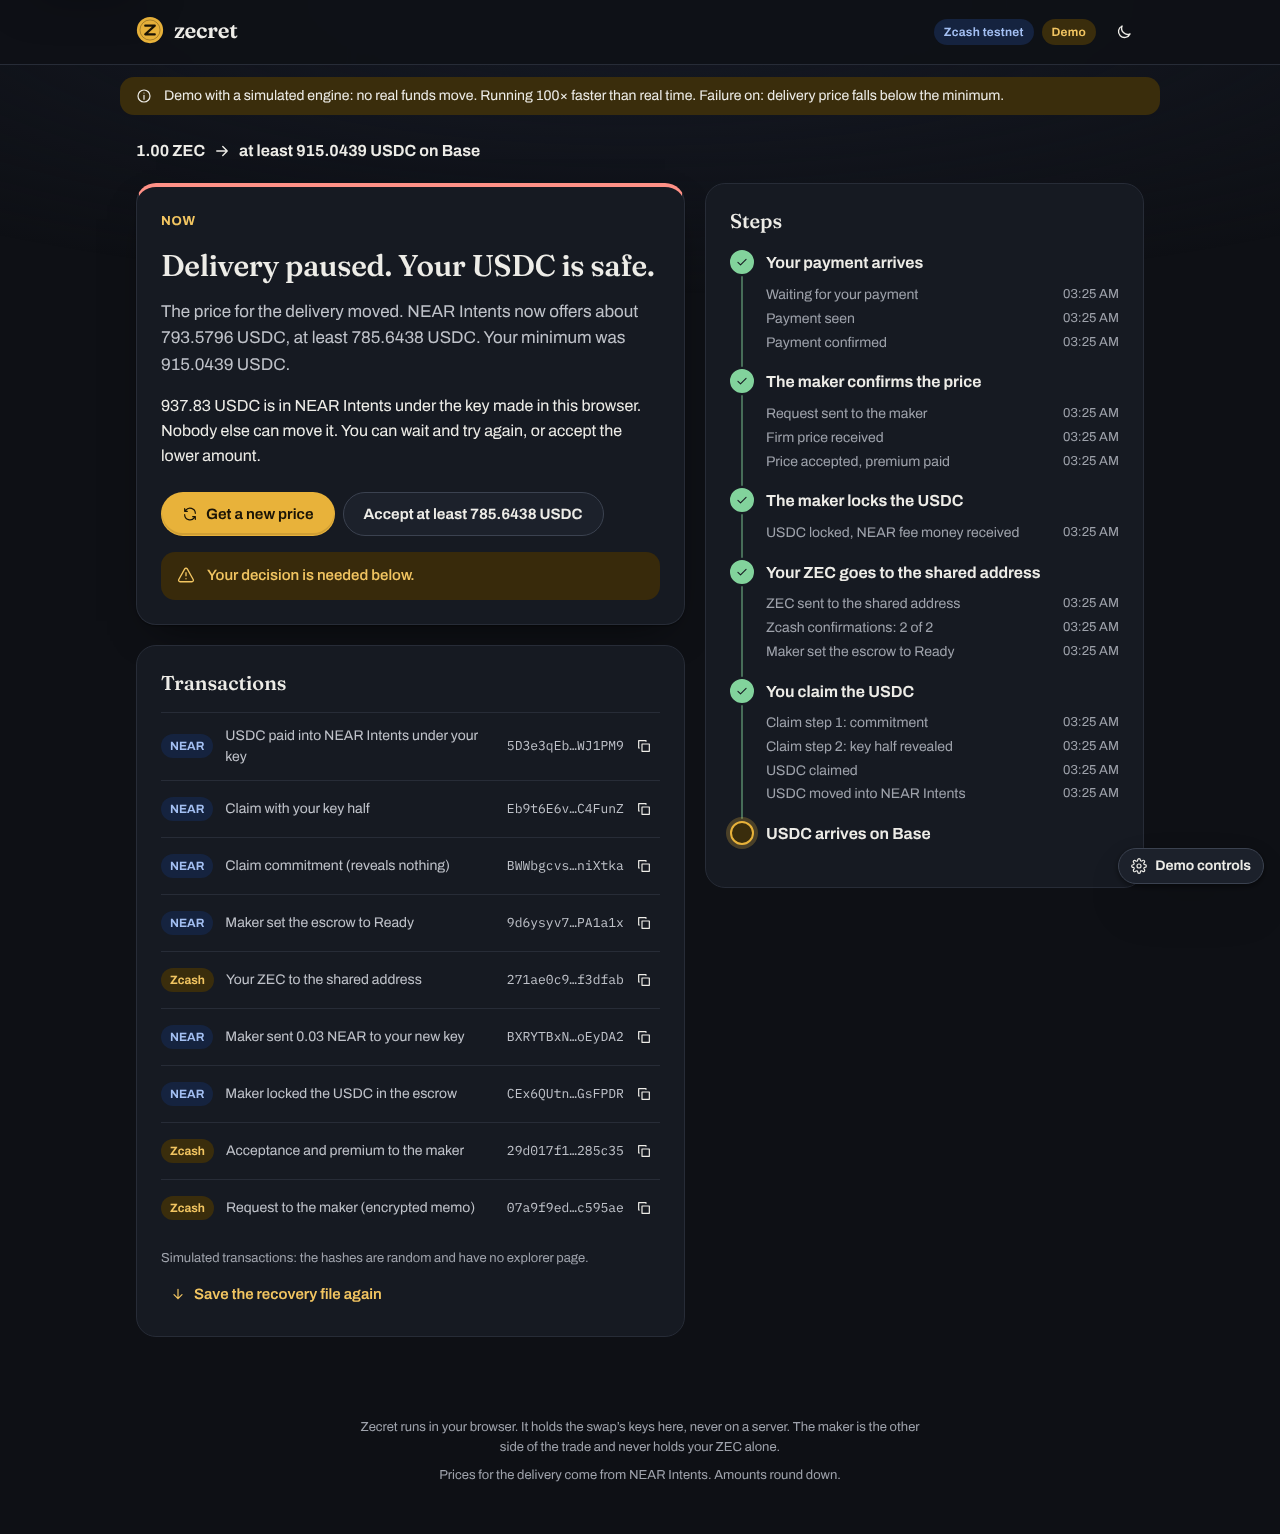 zecret
Zcash testnet
Demo
Demo with a simulated engine: no real funds move. Running 100× faster than real time. Failure on: delivery price falls below the minimum.
1.00 ZEC → at least 915.0439 USDC on Base
NOW
Delivery paused. Your USDC is safe.
The price for the delivery moved. NEAR Intents now offers about
793.5796 USDC, at least 785.6438 USDC. Your minimum was
915.0439 USDC.
937.83 USDC is in NEAR Intents under the key made in this browser.
Nobody else can move it. You can wait and try again, or accept the
lower amount.
Get a new price
Accept at least 785.6438 USDC
Your decision is needed below.
Transactions
NEAR USDC paid into NEAR Intents under your
key 5D3e3qEb…WJ1PM9
NEAR Claim with your key half Eb9t6E6v…C4FunZ
NEAR Claim commitment (reveals nothing) BWWbgcvs…niXtka
NEAR Maker set the escrow to Ready 9d6ysyv7…PA1a1x
Zcash Your ZEC to the shared address 271ae0c9…f3dfab
NEAR Maker sent 0.03 NEAR to your new key BXRYTBxN…oEyDA2
NEAR Maker locked the USDC in the escrow CEx6QUtn…GsFPDR
Zcash Acceptance and premium to the maker 29d017f1…285c35
Zcash Request to the maker (encrypted memo) 07a9f9ed…c595ae
Simulated transactions: the hashes are random and have no explorer page.
Save the recovery file again
Steps
Your payment arrives
Waiting for your payment 03:25 AM
Payment seen 03:25 AM
Payment confirmed 03:25 AM
The maker confirms the price
Request sent to the maker 03:25 AM
Firm price received 03:25 AM
Price accepted, premium paid 03:25 AM
The maker locks the USDC
USDC locked, NEAR fee money received 03:25 AM
Your ZEC goes to the shared address
ZEC sent to the shared address 03:25 AM
Zcash confirmations: 2 of 2 03:25 AM
Maker set the escrow to Ready 03:25 AM
You claim the USDC
Claim step 1: commitment 03:25 AM
Claim step 2: key half revealed 03:25 AM
USDC claimed 03:25 AM
USDC moved into NEAR Intents 03:25 AM
USDC arrives on Base
Demo controls
Zecret runs in your browser. It holds the swap's keys here, never on a server. The maker is the other
side of the trade and never holds your ZEC alone.
Prices for the delivery come from NEAR Intents. Amounts round down.